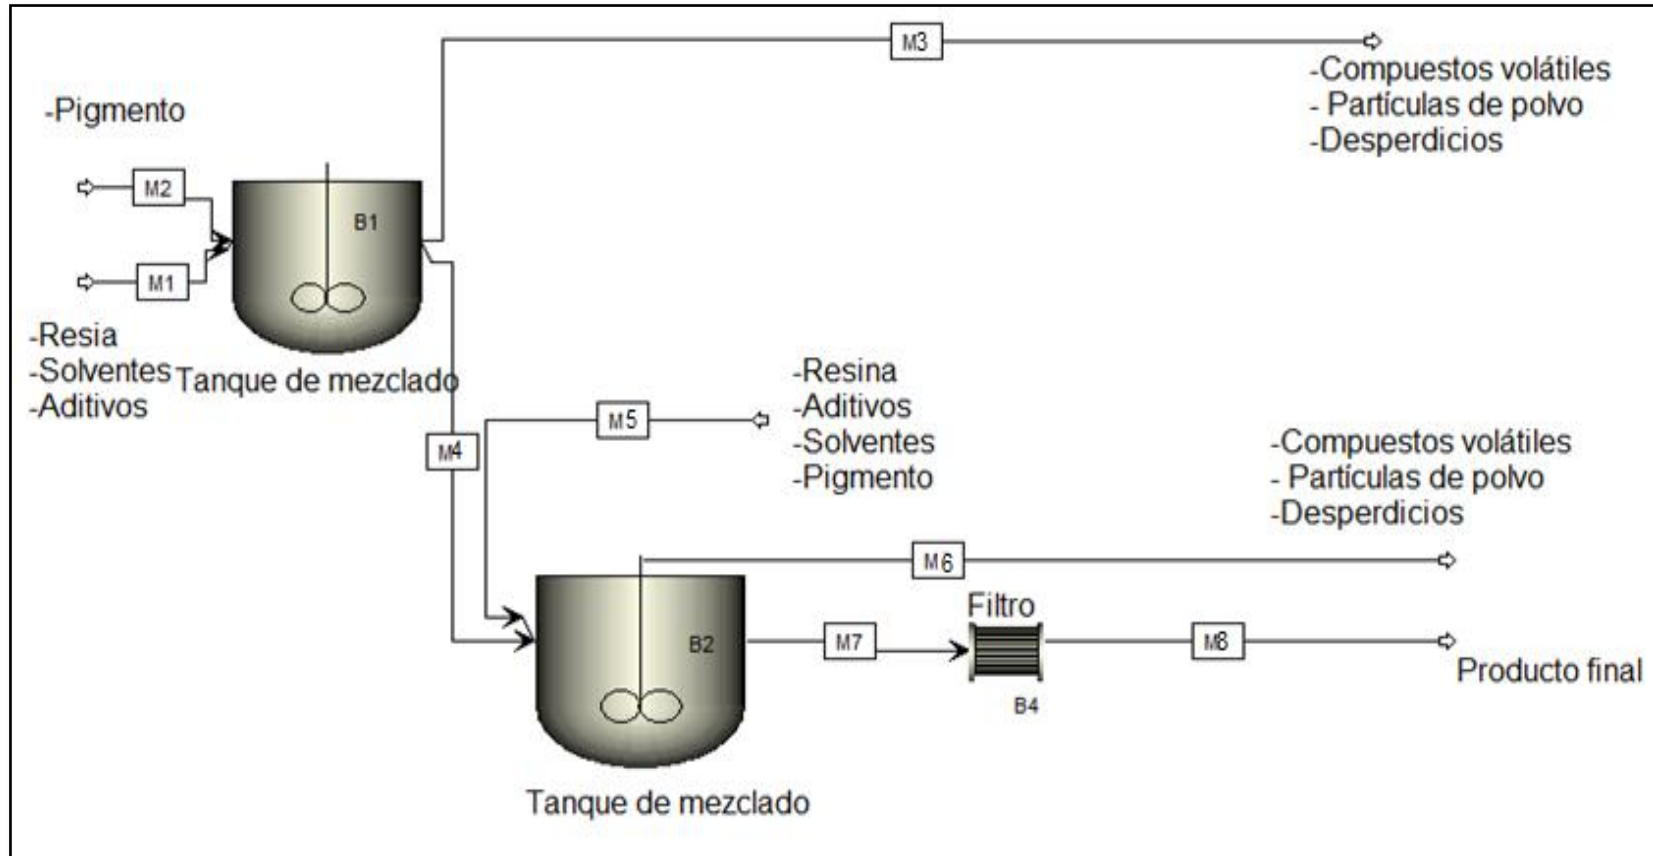 M3
-Compuestos volátiles
- Partículas de polvo
-Desperdicios
-Pigmento
M2
B1
M1
-Resia
-Solventes
-Aditivos
Tanque de mezclado
-Resina
-Aditivos
-Solventes
-Pigmento
M5
M4
-Compuestos volátiles
- Partículas de polvo
-Desperdicios
M6
Filtro
B2
M7
M8
B4
Producto final
Tanque de mezclado